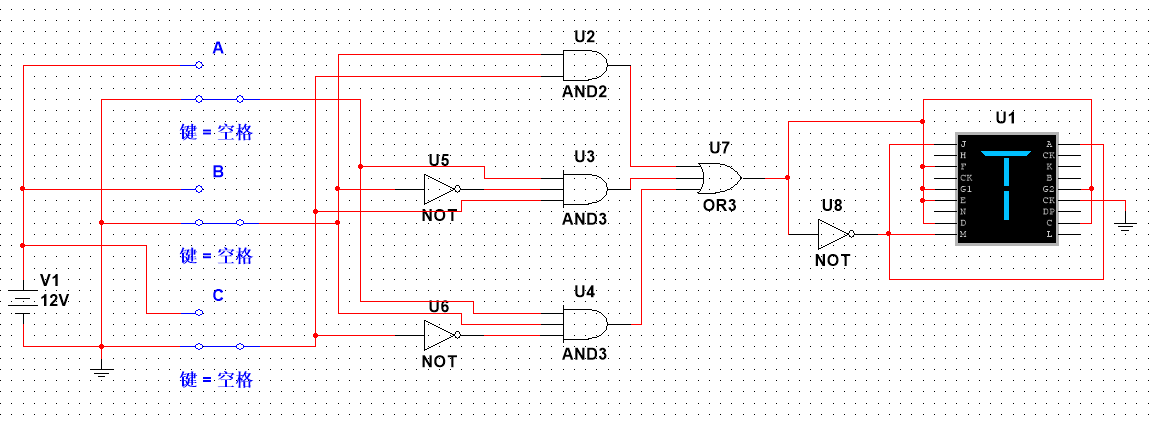 A
键 = 空格
B
键 = 空格
C
键 = 空格
V1
12V
U2
AND2
U5
NOT
U3
AND3
U6
NOT
U4
AND3
U7
OR3
U8
NOT
U1
J
H
F
CK
G1
E
N
D
M
A
CK
K
B
G2
CK
DP
C
L